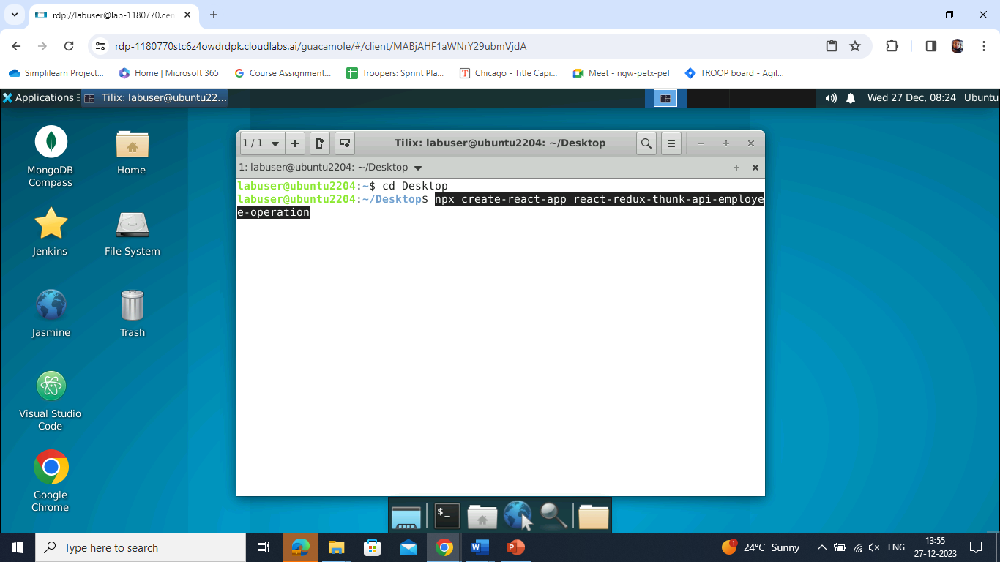 rdp://labuser@lab-1180770.cen
rdp-1180770stc6z4owdrdpk.cloudlabs.ai/guacamole/#/client/MABjAHF1aWNrY29ubmVjdA
Simplilearn Project...
Home | Microsoft 365
Course Assignment...
Troopers: Sprint Pla...
Chicago - Title Capi...
Meet - ngw-petx-pef
TROOP board - Agil...
Applications
Tilix: labuser@ubuntu22...
Wed 27 Dec, 08:24 Ubuntu
MongoDB
Compass
Home
Jenkins
File System
Jasmine
Trash
Visual Studio
Code
Google
Chrome
1 / 1
Tilix: labuser@ubuntu2204: ~/Desktop
1: labuser@ubuntu2204: ~/Desktop
labuser@ubuntu2204:~$ cd Desktop
labuser@ubuntu2204:~/Desktop$ npx create-react-app react-redux-thunk-api-employe
e-operation
$_
Type here to search
1
24°C Sunny
ENG
13:55
27-12-2023